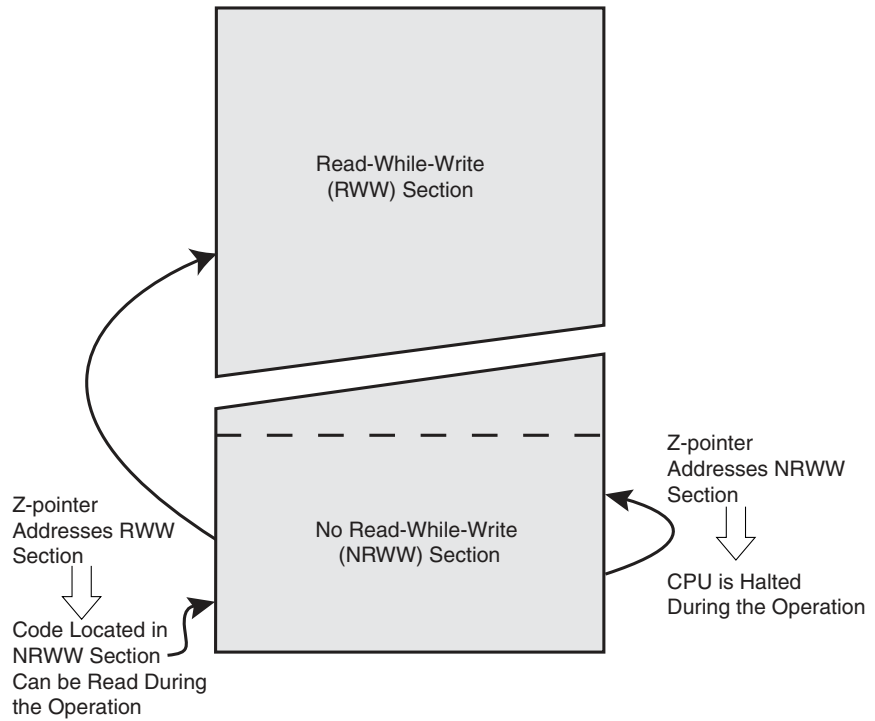 Read-While-Write
(RWW) Section
Z-pointer
Addresses NRWW
Section
Z-pointer
Addresses RWW
Section
No Read-While-Write
(NRWW) Section
CPU is Halted
During the Operation
Code Located in
NRWW Section
Can be Read During
the Operation